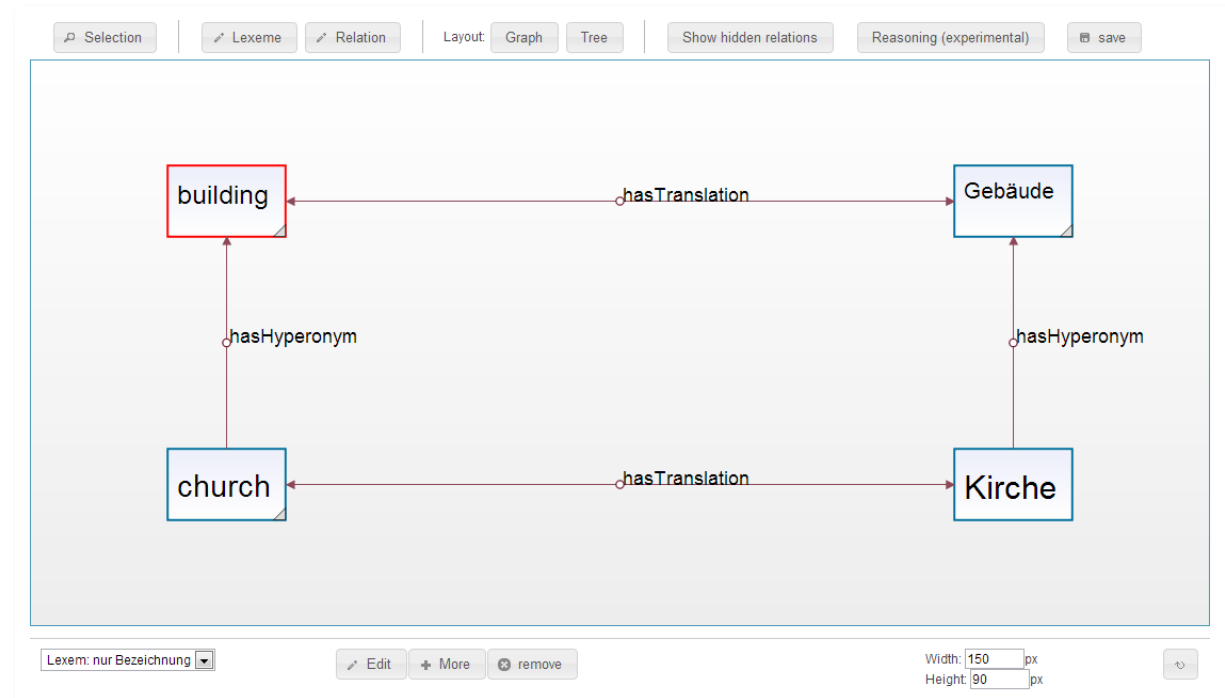 Selection Lexeme Relation Layout: Graph Tree Show hidden relations Reasoning (experimental) save
building hasTranslation Gebäude
hasHyperonym hasHyperonym
church hasTranslation Kirche
Lexem: nur Bezeichnung Edit More remove Width: 150 px
Height: 90 px